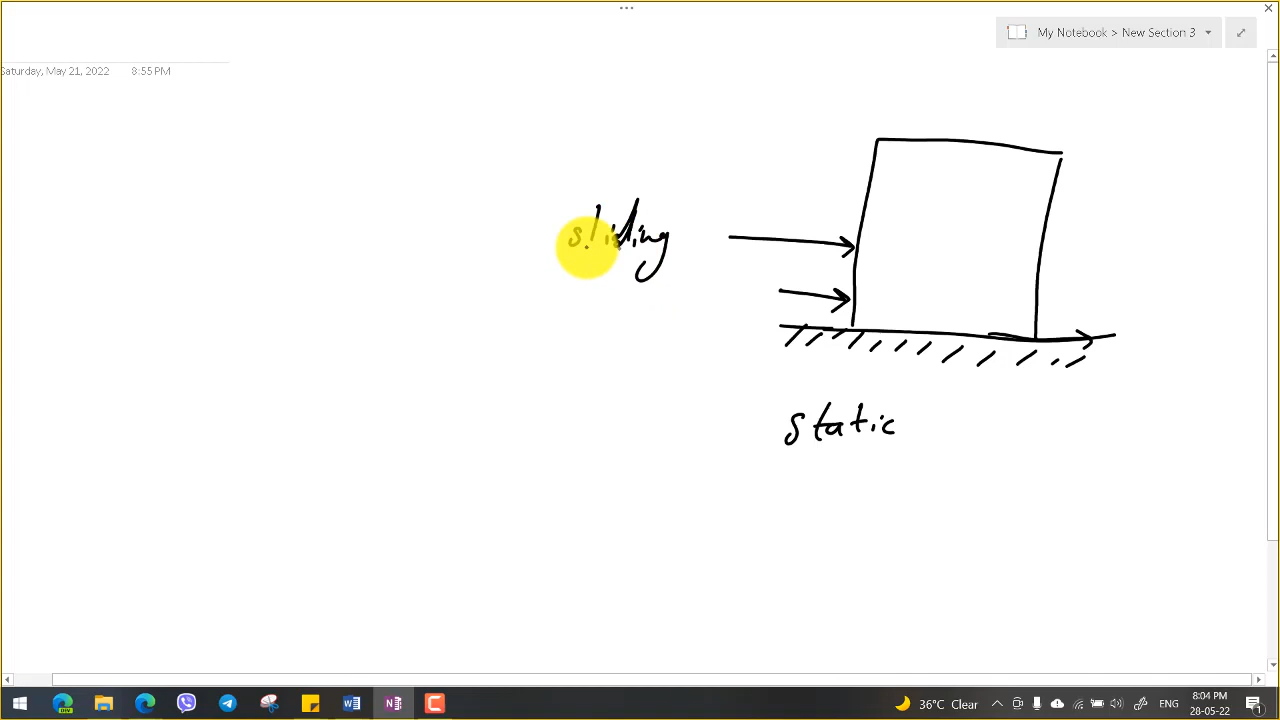 My Notebook > New Section 3
Saturday, May 21, 2022 8:55 PM
sliding
static
36°C Clear
ENG
8:04 PM
28-05-22
1